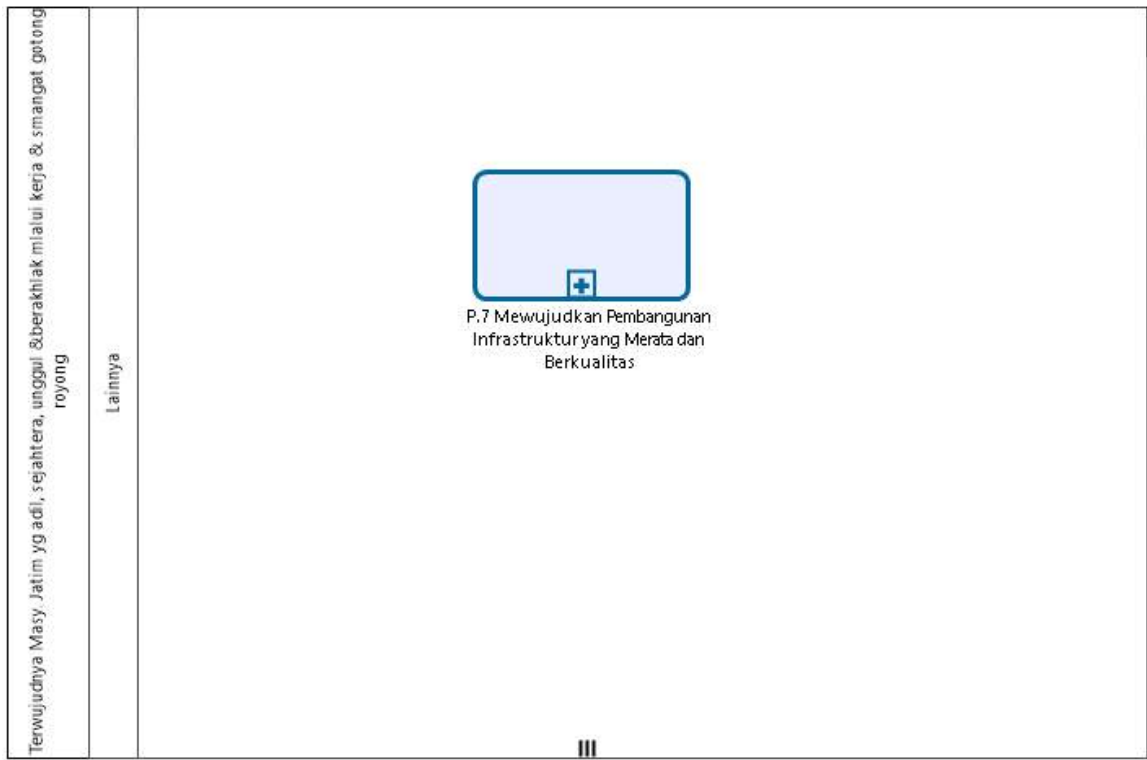 Terwujudnya Masy. Jatim yg adil, sejahtera, unggul &berakhlak mlalui kerja & smangat gotong
royong
Lainnya
P.7 Mewujudkan Pembangunan
Infrastruktur yang Merata dan
Berkualitas